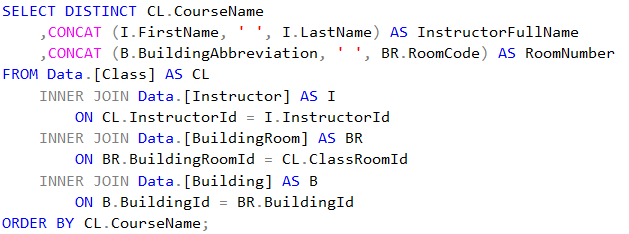 SELECT DISTINCT CL.CourseName
,CONCAT (I.FirstName, ' ', I.LastName) AS InstructorFullName
,CONCAT (B.BuildingAbbreviation, ' ', BR.RoomCode) AS RoomNumber
FROM Data.[Class] AS CL
INNER JOIN Data.[Instructor] AS I
ON CL.InstructorId = I.InstructorId
INNER JOIN Data.[BuildingRoom] AS BR
ON BR.BuildingRoomId = CL.ClassRoomId
INNER JOIN Data.[Building] AS B
ON B.BuildingId = BR.BuildingId
ORDER BY CL.CourseName;